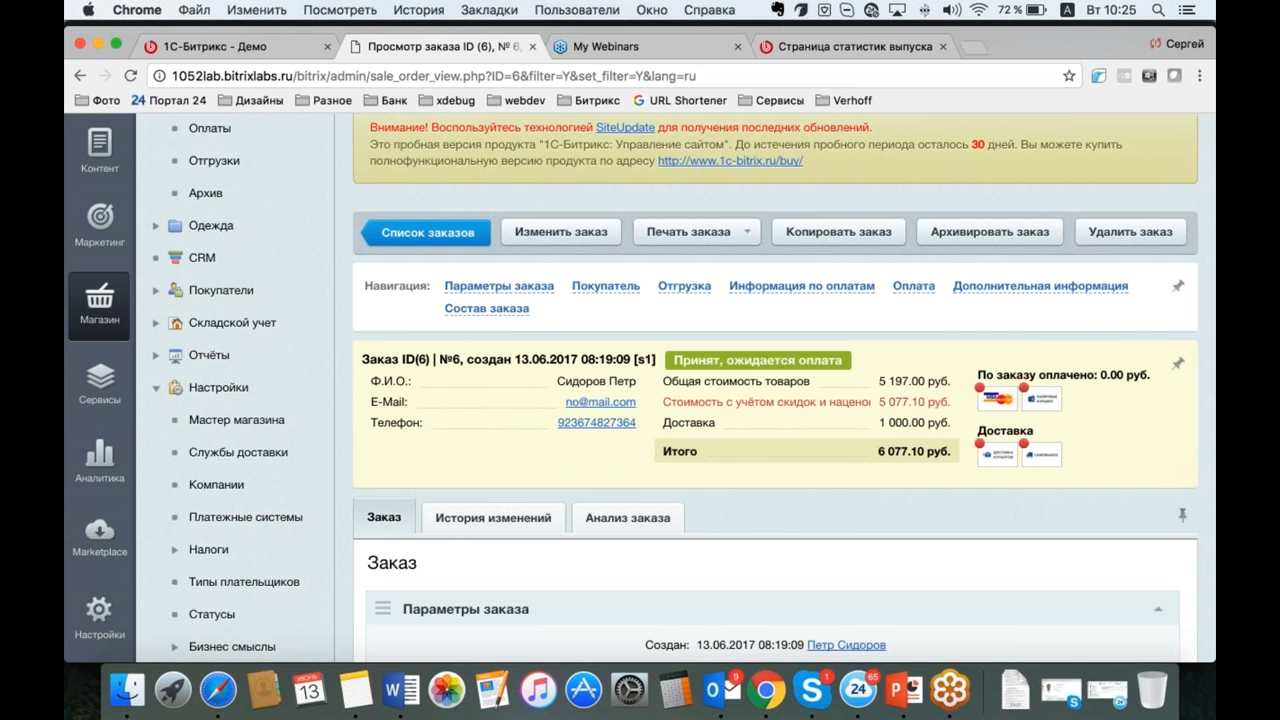 Chrome Файл Изменить Посмотреть История Закладки Пользователи Окно Справка 72 % A Вт 10:25
1С-Битрикс - Демо Просмотр заказа ID (6), № 6, My Webinars Страница статистик выпуска Сергей
1052lab.bitrixlabs.ru/bitrix/admin/sale_order_view.php?ID=6&filter=Y&set_filter=Y&lang=ru
Фото 24 Портал 24 Дизайны Разное Банк xdebug webdev Битрикс URL Shortener Сервисы Verhoff
Контент
Маркетинг
Магазин
Сервисы
Аналитика
Marketplace
Настройки
Оплаты
Отгрузки
Архив
Одежда
CRM
Покупатели
Складской учет
Отчёты
Настройки
Мастер магазина
Службы доставки
Компании
Платежные системы
Налоги
Типы плательщиков
Статусы
Бизнес смыслы
Внимание! Воспользуйтесь технологией SiteUpdate для получения последних обновлений.
Это пробная версия продукта "1С-Битрикс: Управление сайтом". До истечения пробного периода осталось 30 дней. Вы можете купить
полнофункциональную версию продукта по адресу http://www.1c-bitrix.ru/buy/
Список заказов Изменить заказ Печать заказа Копировать заказ Архивировать заказ Удалить заказ
Навигация: Параметры заказа Покупатель Отгрузка Информация по оплатам Оплата Дополнительная информация
Состав заказа
Заказ ID(6) | №6, создан 13.06.2017 08:19:09 [s1] Принят, ожидается оплата
Ф.И.О.: Сидоров Петр
E-Mail: no@mail.com
Телефон: 923674827364
Общая стоимость товаров 5 197.00 руб.
Стоимость с учётом скидок и наценок 5 077.10 руб.
Доставка 1 000.00 руб.
Итого 6 077.10 руб.
По заказу оплачено: 0.00 руб.
VISA
Доставка
Заказ История изменений Анализ заказа
Заказ
Параметры заказа
Создан: 13.06.2017 08:19:09 Петр Сидоров
ИЮНЬ
13
9
1
24
65